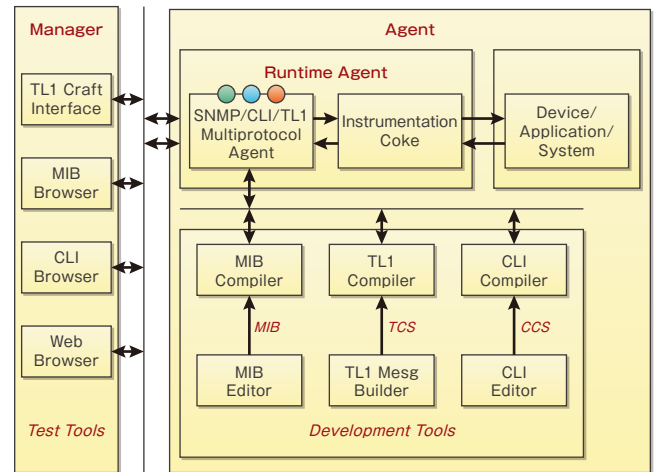 Manager
TL1 Craft
Interface
MIB
Browser
CLI
Browser
Web
Browser
Test Tools
Agent
Runtime Agent
SNMP/CLI/TL1
Multiprotocol
Agent
Instrumentation
Coke
Device/
Application/
System
MIB
Compiler
TL1
Compiler
CLI
Compiler
MIB
TCS
CCS
MIB
Editor
TL1 Mesg
Builder
CLI
Editor
Development Tools